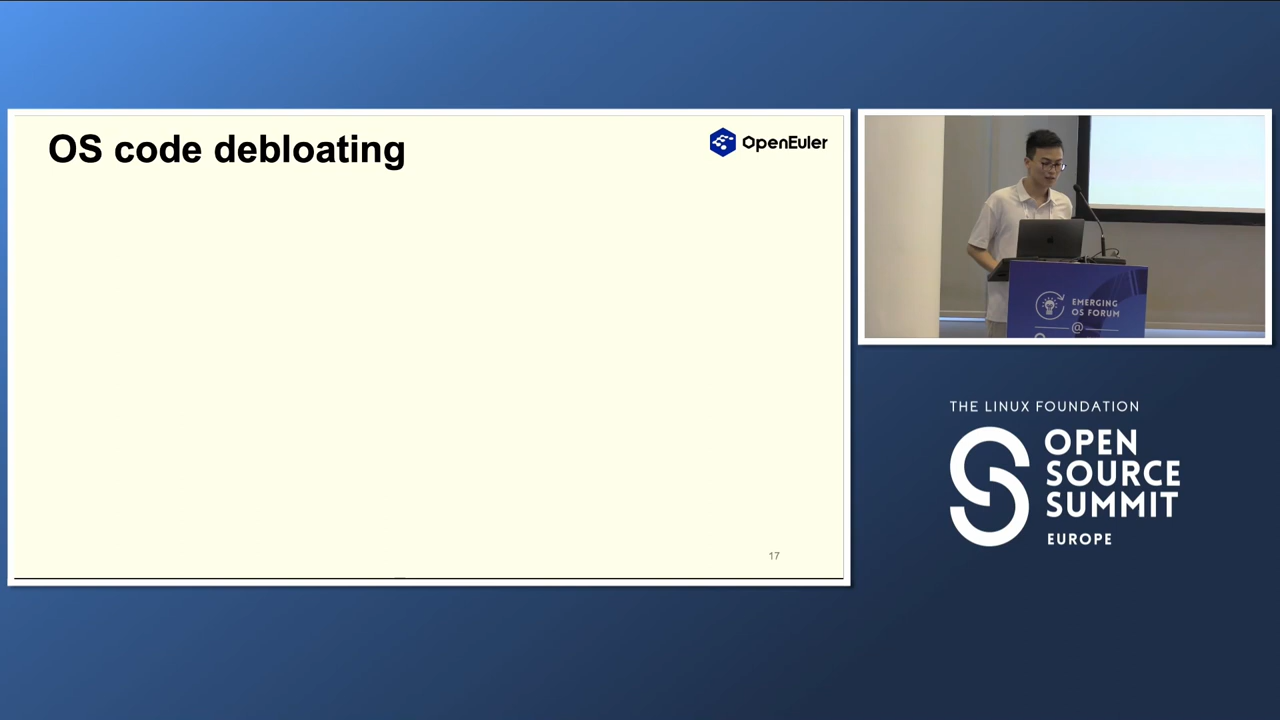 OS code debloating
OpenEuler
17
EMERGING
OS FORUM
@
THE LINUX FOUNDATION
OPEN
SOURCE
SUMMIT
EUROPE